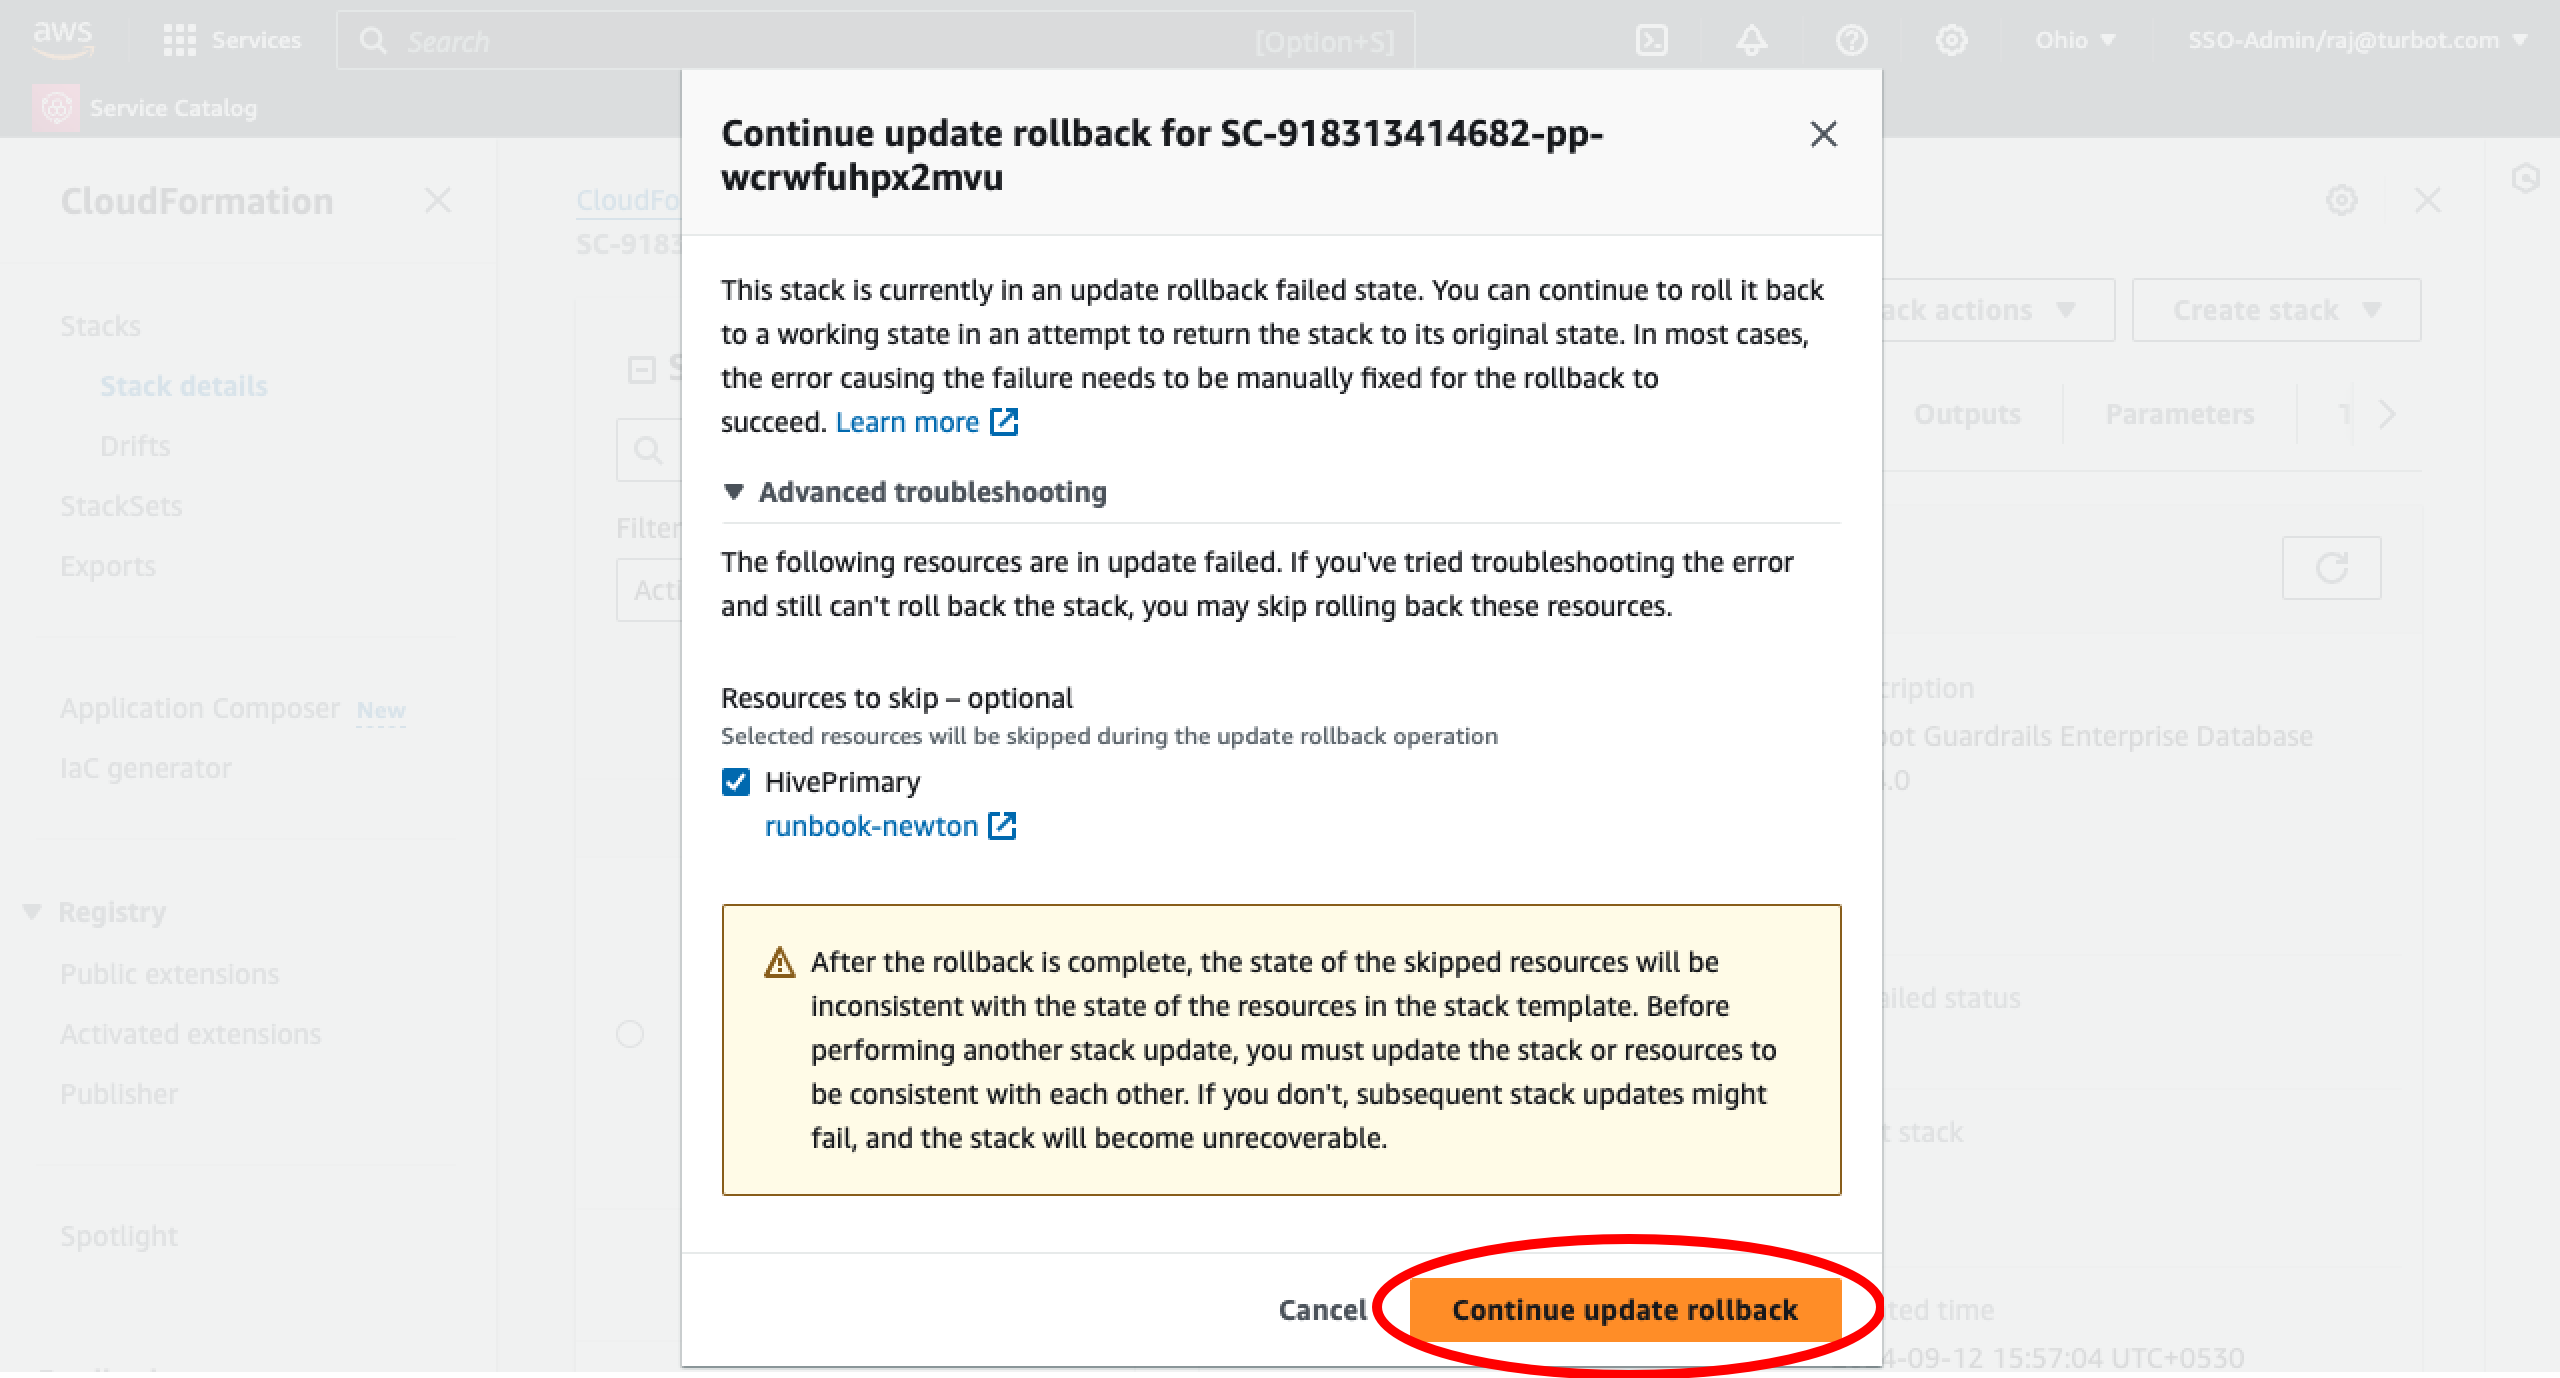 aws
Services
Search
[Option+S]
Ohio
SSO-Admin/raj@turbot.com
Service Catalog
CloudFormation
Stacks
Stack details
Drifts
StackSets
Exports
Application Composer New
IaC generator
Registry
Public extensions
Activated extensions
Publisher
Spotlight
CloudFo
SC-9183
Filter
Acti
Continue update rollback for SC-918313414682-pp-
wcrwfuhpx2mvu
This stack is currently in an update rollback failed state. You can continue to roll it back
to a working state in an attempt to return the stack to its original state. In most cases,
the error causing the failure needs to be manually fixed for the rollback to
succeed. Learn more
Advanced troubleshooting
The following resources are in update failed. If you've tried troubleshooting the error
and still can't roll back the stack, you may skip rolling back these resources.
Resources to skip – optional
Selected resources will be skipped during the update rollback operation
HivePrimary
runbook-newton
After the rollback is complete, the state of the skipped resources will be
inconsistent with the state of the resources in the stack template. Before
performing another stack update, you must update the stack or resources to
be consistent with each other. If you don't, subsequent stack updates might
fail, and the stack will become unrecoverable.
Cancel
Continue update rollback
ack actions
Create stack
Outputs
Parameters
cription
bot Guardrails Enterprise Database
.0
ailed status
t stack
ted time
4-09-12 15:57:04 UTC+0530